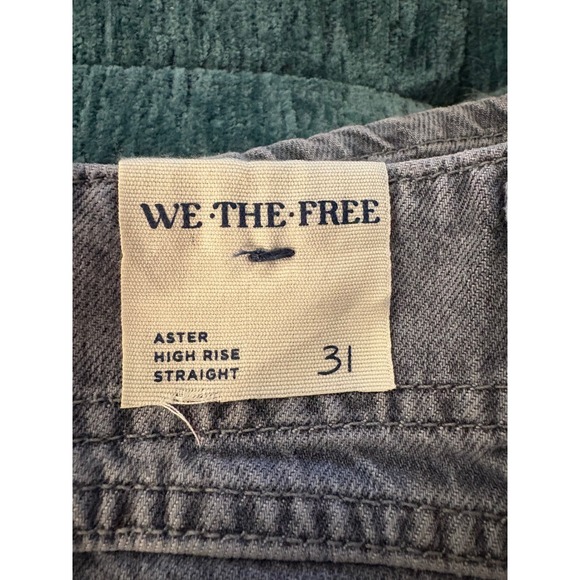 WE·THE·FREE
ASTER
HIGH RISE
STRAIGHT
31